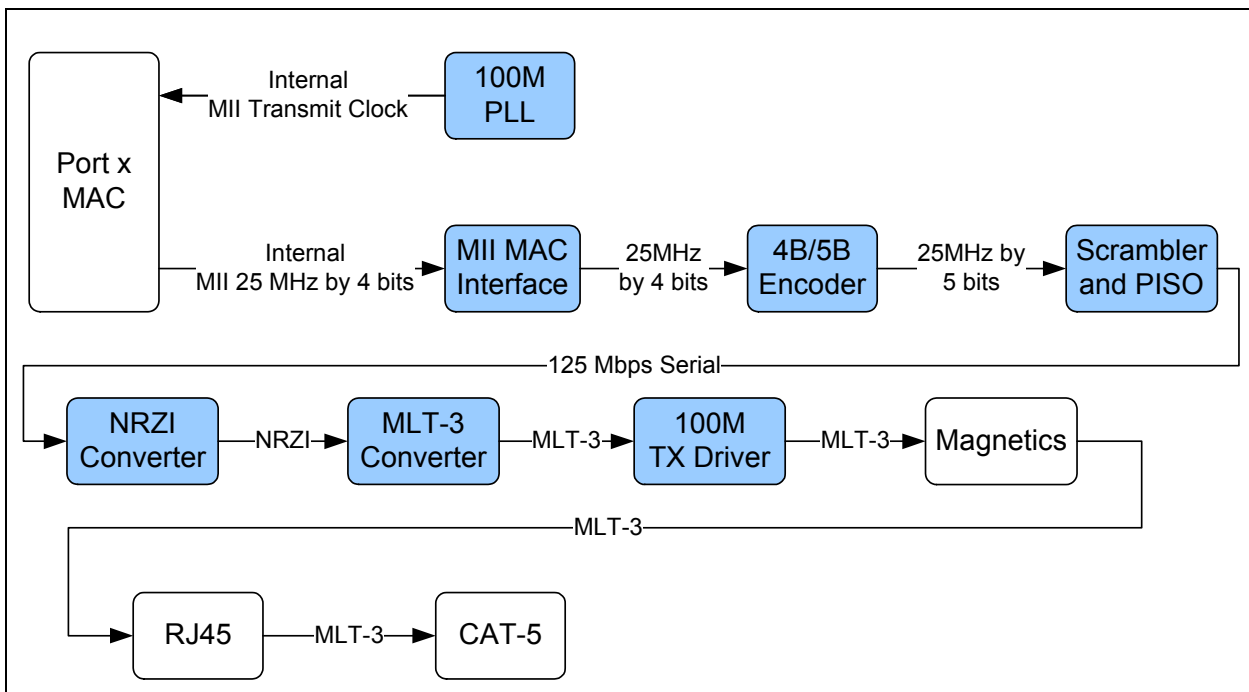 Internal
MII Transmit Clock
100M
PLL
Port x
MAC
Internal
MII 25 MHz by 4 bits
MII MAC
Interface
25MHz
by 4 bits
4B/5B
Encoder
25MHz by
5 bits
Scrambler
and PISO
125 Mbps Serial
NRZI
Converter
NRZI
MLT-3
Converter
MLT-3
100M
TX Driver
MLT-3
Magnetics
MLT-3
RJ45
MLT-3
CAT-5